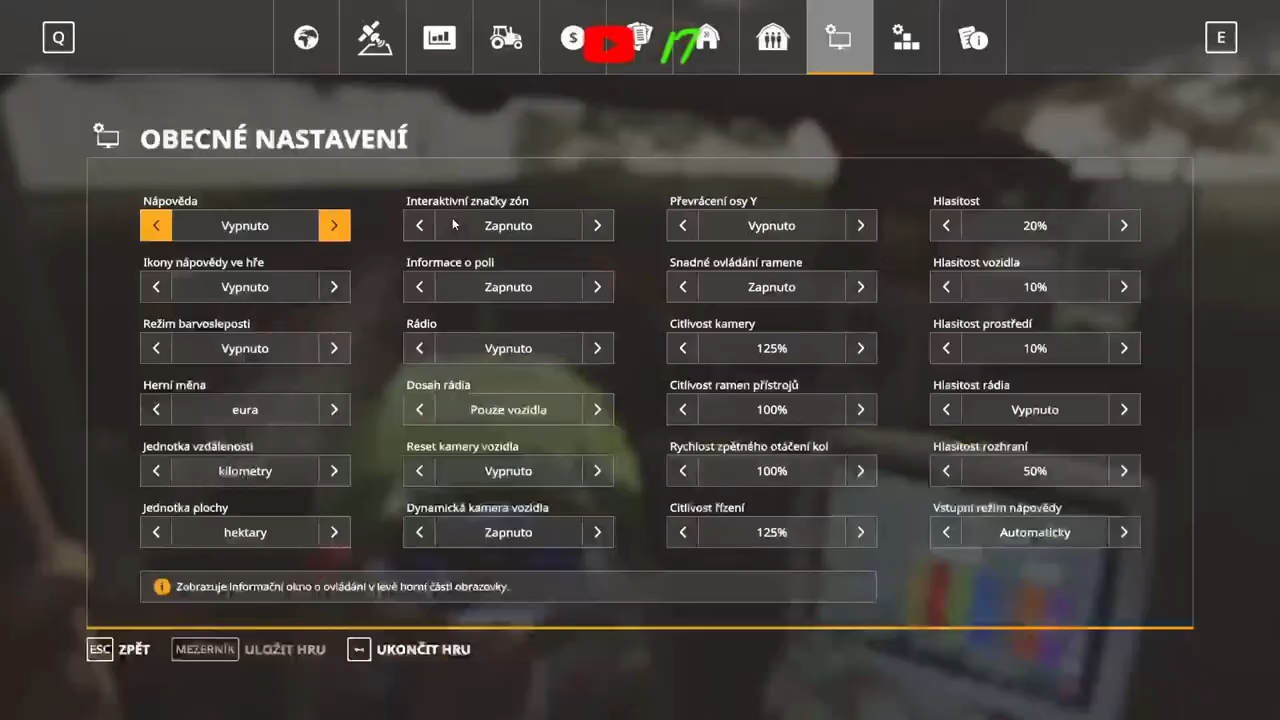 Q
$
17
E
OBECNÉ NASTAVENÍ
Nápověda
Vypnuto
Interaktivní značky zón
Zapnuto
Převrácení osy Y
Vypnuto
Hlasitost
20%
Ikony nápovědy ve hře
Vypnuto
Informace o poli
Zapnuto
Snadné ovládání ramene
Zapnuto
Hlasitost vozidla
10%
Režim barvosleposti
Vypnuto
Rádio
Vypnuto
Citlivost kamery
125%
Hlasitost prostředí
10%
Herní měna
eura
Dosah rádia
Pouze vozidla
Citlivost ramen přístrojů
100%
Hlasitost rádia
Vypnuto
Jednotka vzdálenosti
kilometry
Reset kamery vozidla
Vypnuto
Rychlost zpětného otáčení kol
100%
Hlasitost rozhraní
50%
Jednotka plochy
hektary
Dynamická kamera vozidla
Zapnuto
Citlivost řízení
125%
Vstupní režim nápovědy
Automaticky
Zobrazuje informační okno o ovládání v levé horní části obrazovky.
ESC ZPĚT MEZERNÍK ULOŽIT HRU UKONČIT HRU